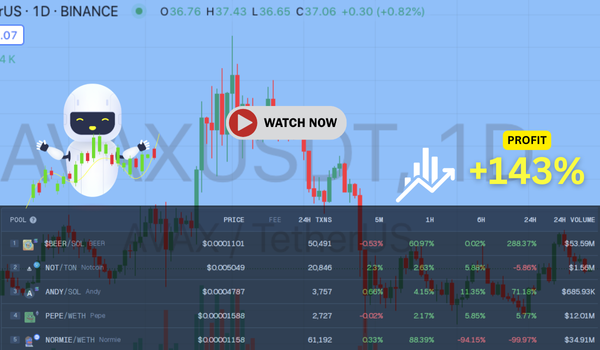 rUS · 1D · BINANCE O36.76 H37.43 L36.65 C37.06 +0.30 (+0.82%)
.07
4 K
AVAXUSDT, 1D
WATCH NOW
PROFIT
+143%
AVAX / TetherUS
POOL PRICE FEE 24H TXNS 5M 1H 6H 24H 24H VOLUME
1 $BEER/SOL BEER $0.0001101 50,491 -0.53% 60.97% 0.02% 288.37% $53.59M
2 NOT/TON Notcoin $0.005049 20,846 2.3% 2.63% 5.88% -5.86% $1.56M
3 ANDY/SOL Andy $0.0004781 3,757 0.66% 4.15% 11.35% 71.18% $685.93K
4 PEPE/WETH Pepe $0.00001588 2,727 -0.02% 2.17% 5.85% 5.77% $12.01M
5 NORMIE/WETH Normie $0.00001158 61,192 0.33% 88.39% -94.15% -99.97% $34.91M